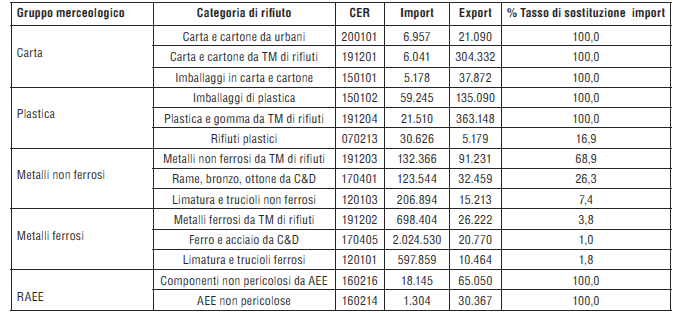 Gruppo merceologico Categoria di rifiuto CER Import Export % Tasso di sostituzione import
Carta e cartone da urbani 200101 6.957 21.090 100,0
Carta Carta e cartone da TM di rifiuti 191201 6.041 304.332 100,0
Imballaggi in carta e cartone 150101 5.178 37.872 100,0
Imballaggi di plastica 150102 59.245 135.090 100,0
Plastica Plastica e gomma da TM di rifiuti 191204 21.510 363.148 100,0
Rifiuti plastici 070213 30.626 5.179 16,9
Metalli non ferrosi da TM di rifiuti 191203 132.366 91.231 68,9
Metalli non ferrosi Rame, bronzo, ottone da C&D 170401 123.544 32.459 26,3
Limatura e trucioli non ferrosi 120103 206.894 15.213 7,4
Metalli ferrosi da TM di rifiuti 191202 698.404 26.222 3,8
Metalli ferrosi Ferro e acciaio da C&D 170405 2.024.530 20.770 1,0
Limatura e trucioli ferrosi 120101 597.859 10.464 1,8
Componenti non pericolosi da AEE 160216 18.145 65.050 100,0
RAEE AEE non pericolose 160214 1.304 30.367 100,0